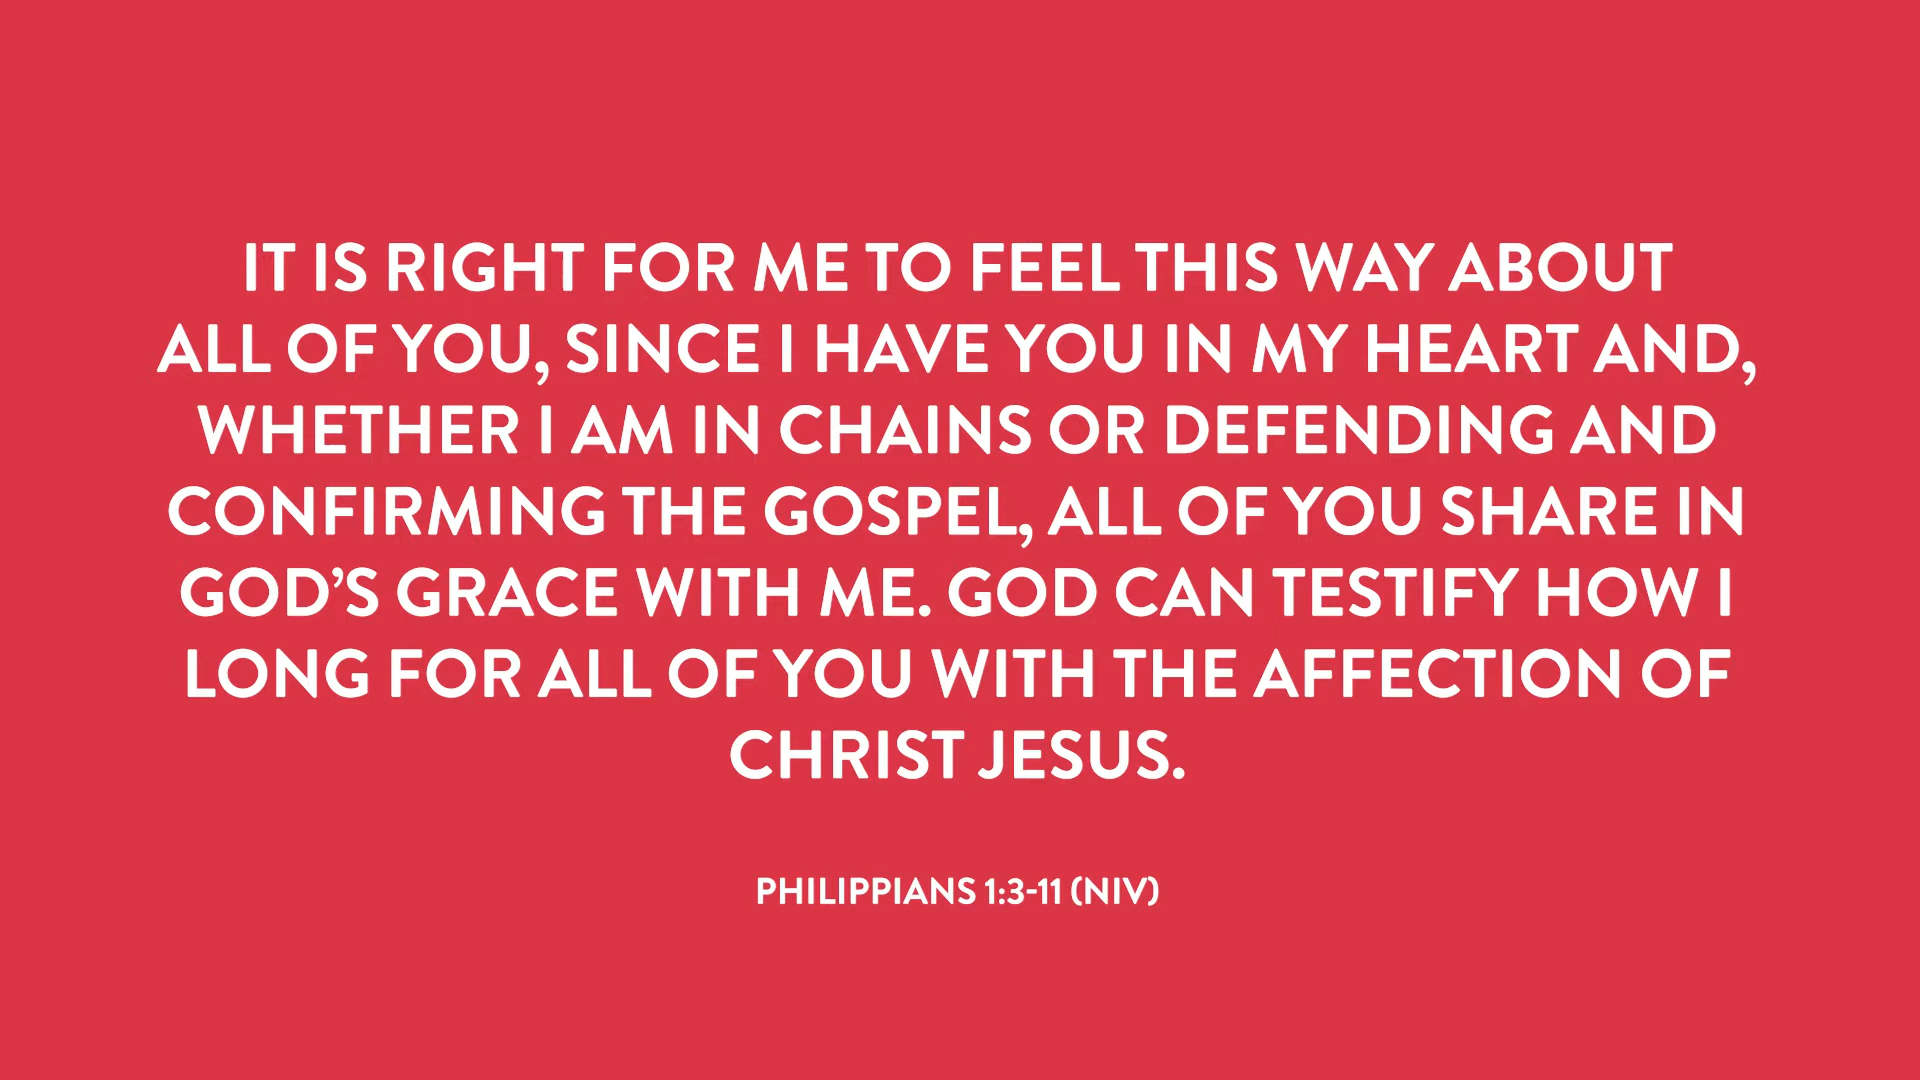 IT IS RIGHT FOR ME TO FEEL THIS WAY ABOUT
ALL OF YOU, SINCE I HAVE YOU IN MY HEART AND,
WHETHER I AM IN CHAINS OR DEFENDING AND
CONFIRMING THE GOSPEL, ALL OF YOU SHARE IN
GOD’S GRACE WITH ME. GOD CAN TESTIFY HOW I
LONG FOR ALL OF YOU WITH THE AFFECTION OF
CHRIST JESUS.
PHILIPPIANS 1:3-11 (NIV)